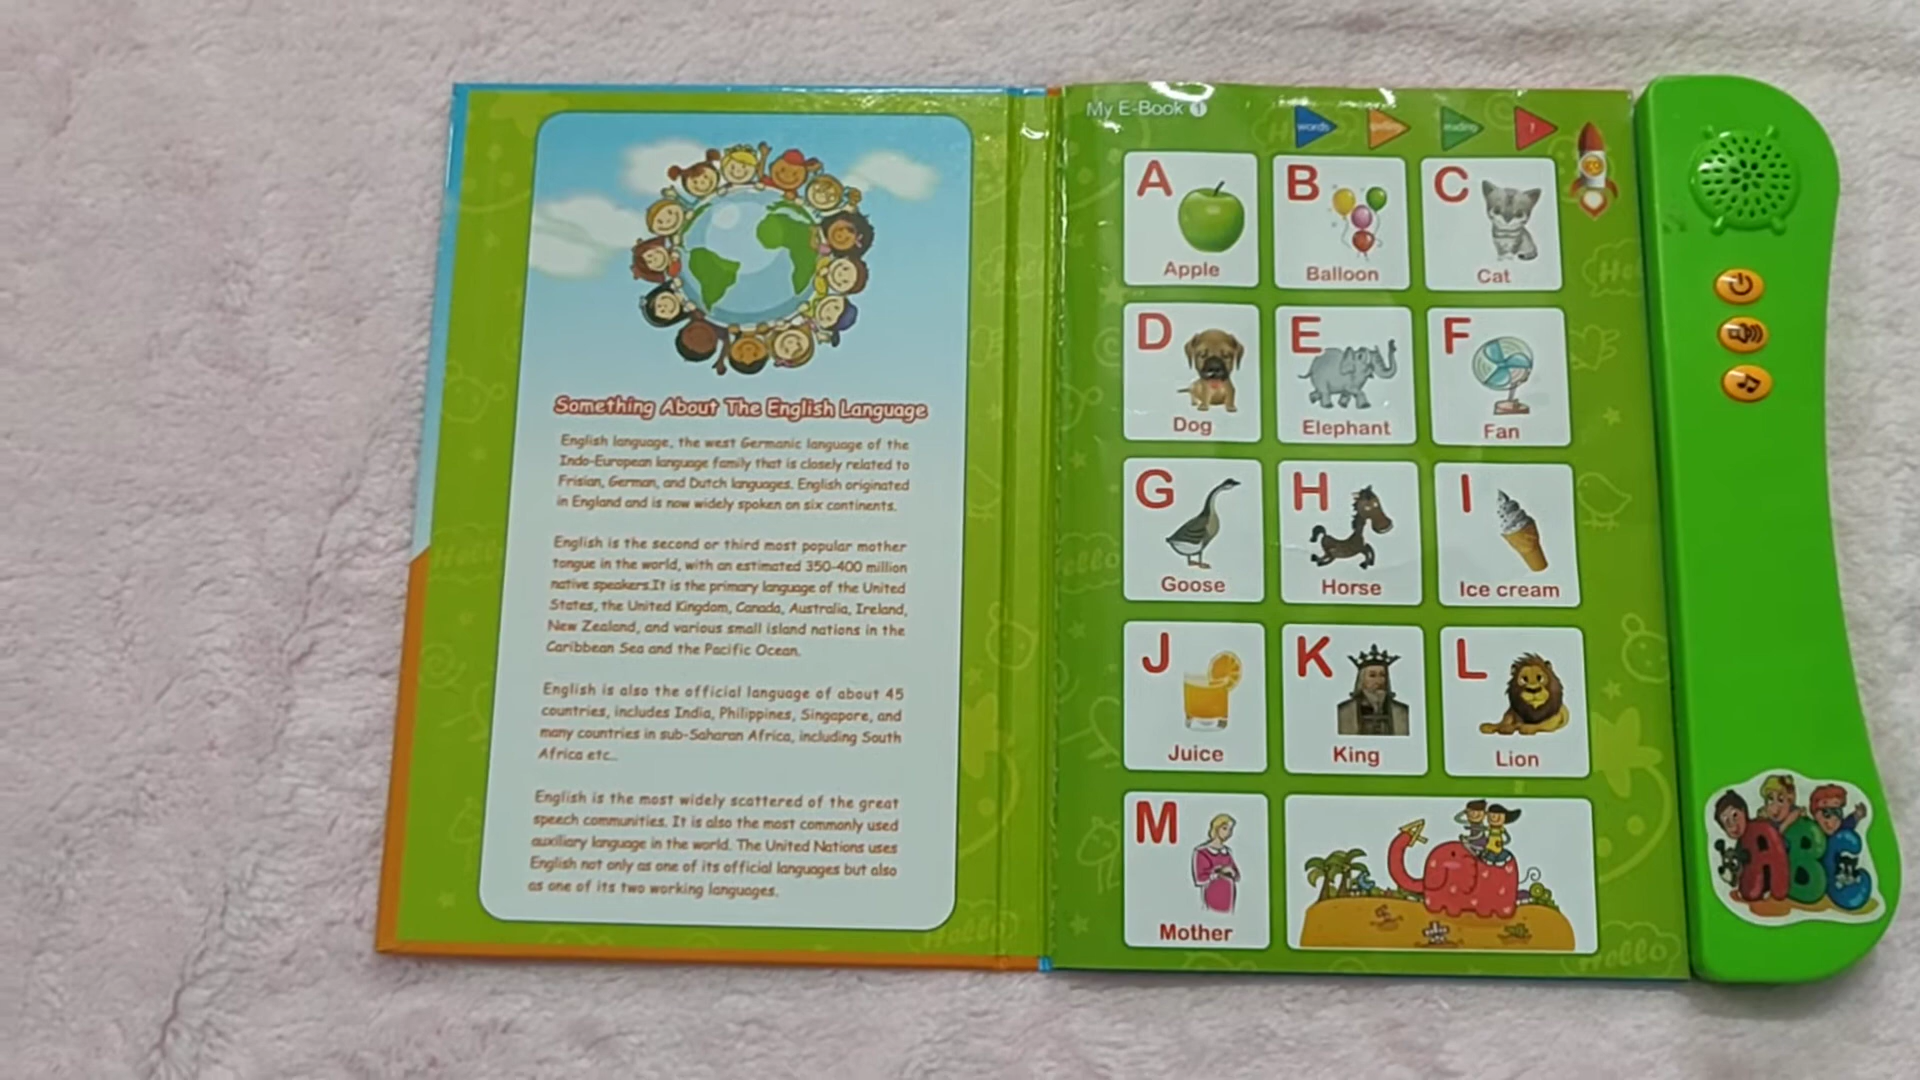 Something About The English Language
English language, the west Germanic language of the
Indo-European language family that is closely related to
Frisian, German, and Dutch languages. English originated
in England and is now widely spoken on six continents.
English is the second or third most popular mother
tongue in the world, with an estimated 350-400 million
native speakers.It is the primary language of the United
States, the United Kingdom, Canada, Australia, Ireland,
New Zealand, and various small island nations in the
Caribbean Sea and the Pacific Ocean.
English is also the official language of about 45
countries, includes India, Philippines, Singapore, and
many countries in sub-Saharan Africa, including South
Africa etc..
English is the most widely scattered of the great
speech communities. It is also the most commonly used
auxiliary language in the world. The United Nations uses
English not only as one of its official languages but also
as one of its two working languages.
My E-Book 1
words
reading
?
A
Apple
B
Balloon
C
Cat
D
Dog
E
Elephant
F
Fan
G
Goose
H
Horse
I
Ice cream
J
Juice
K
King
L
Lion
M
Mother
A
ABC
Hello
Hello
Hello
Hello